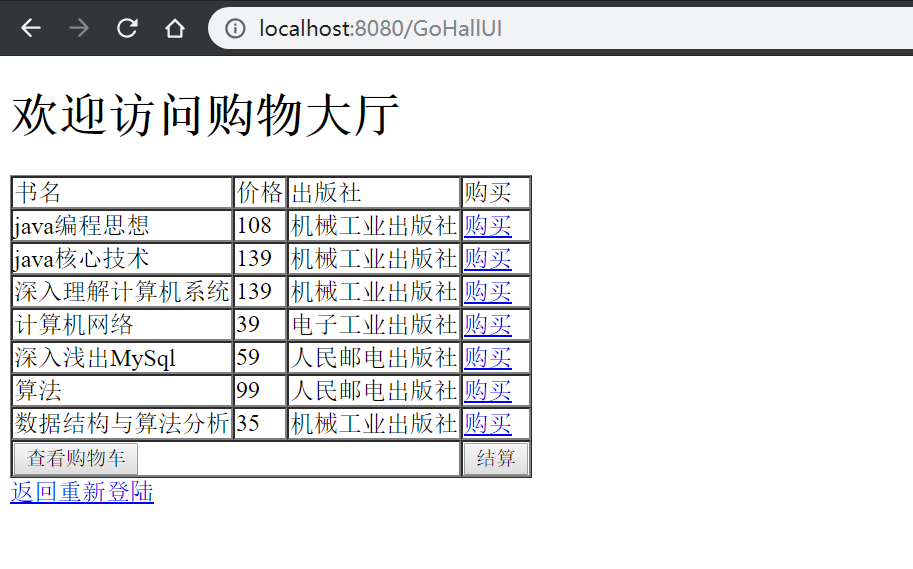 localhost:8080/GoHallUI
欢迎访问购物大厅
书名 价格 出版社 购买
java编程思想 108 机械工业出版社 购买
java核心技术 139 机械工业出版社 购买
深入理解计算机系统 139 机械工业出版社 购买
计算机网络 39 电子工业出版社 购买
深入浅出MySql 59 人民邮电出版社 购买
算法 99 人民邮电出版社 购买
数据结构与算法分析 35 机械工业出版社 购买
查看购物车 结算
返回重新登陆